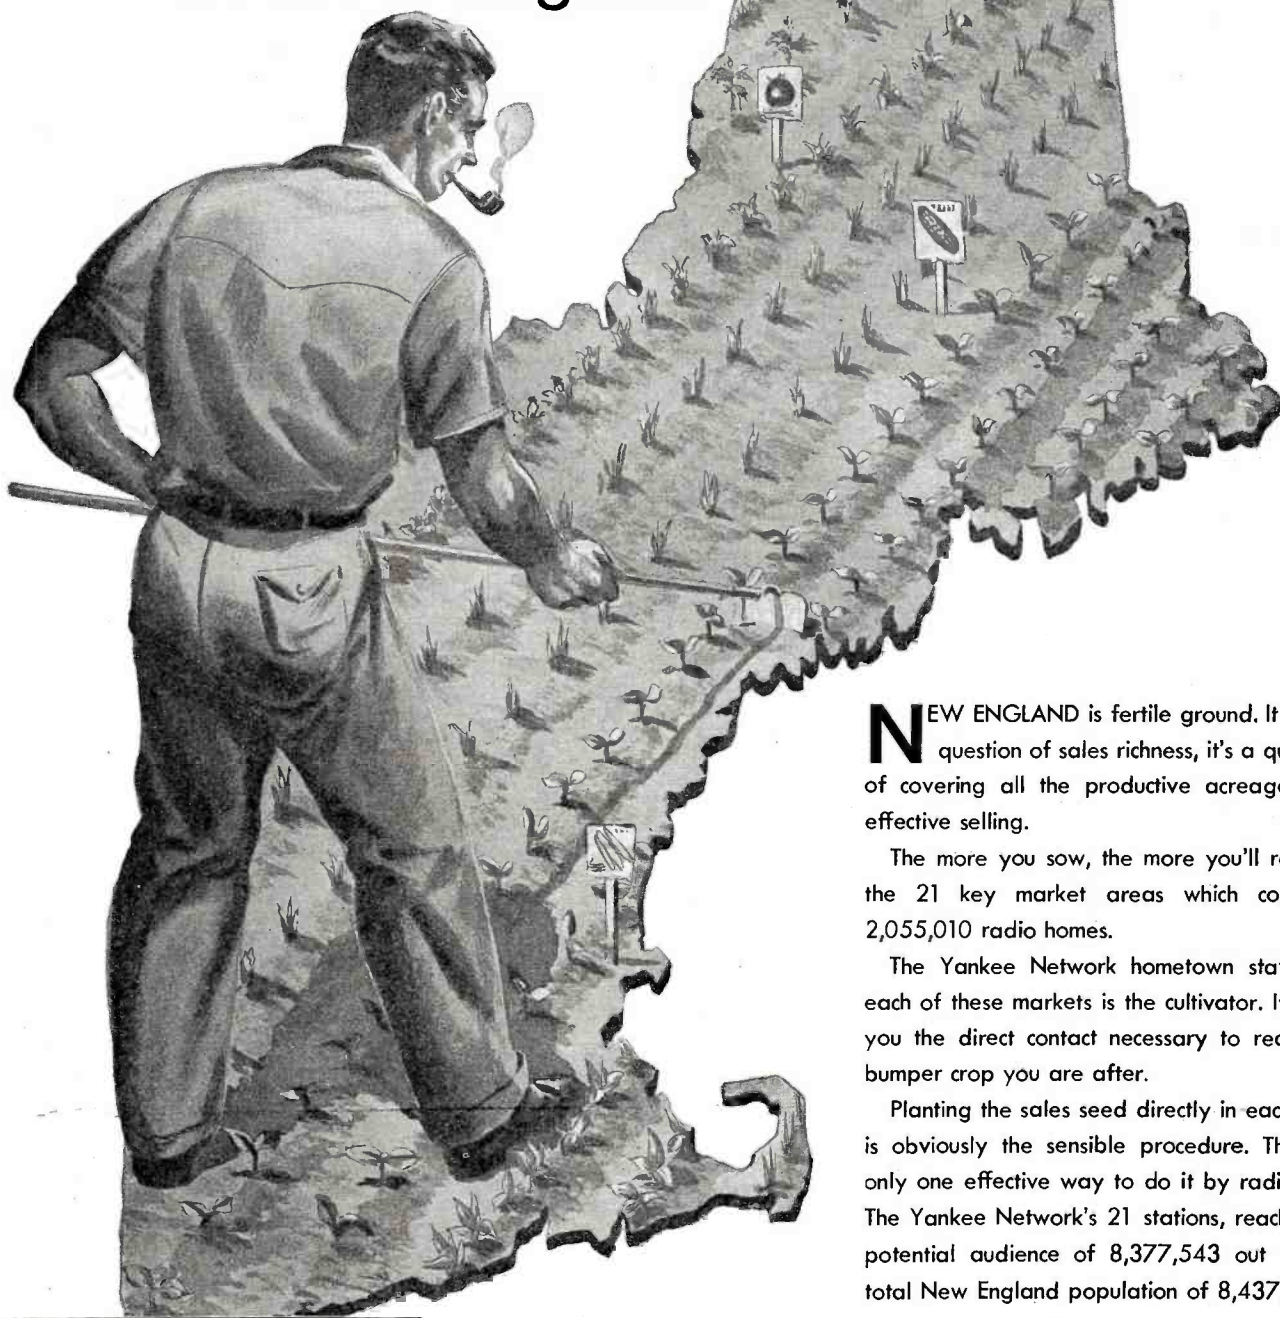 NEW ENGLAND is fertile ground. It
question of sales richness, it's a qu
of covering all the productive acreage
effective selling.
The more you sow, the more you'll re
the 21 key market areas which co
2,055,010 radio homes.
The Yankee Network hometown stat
each of these markets is the cultivator. It
you the direct contact necessary to rea
bumper crop you are after.
Planting the sales seed directly in eac
is obviously the sensible procedure. Th
only one effective way to do it by radi
The Yankee Network's 21 stations, reach
potential audience of 8,377,543 out
total New England population of 8,437